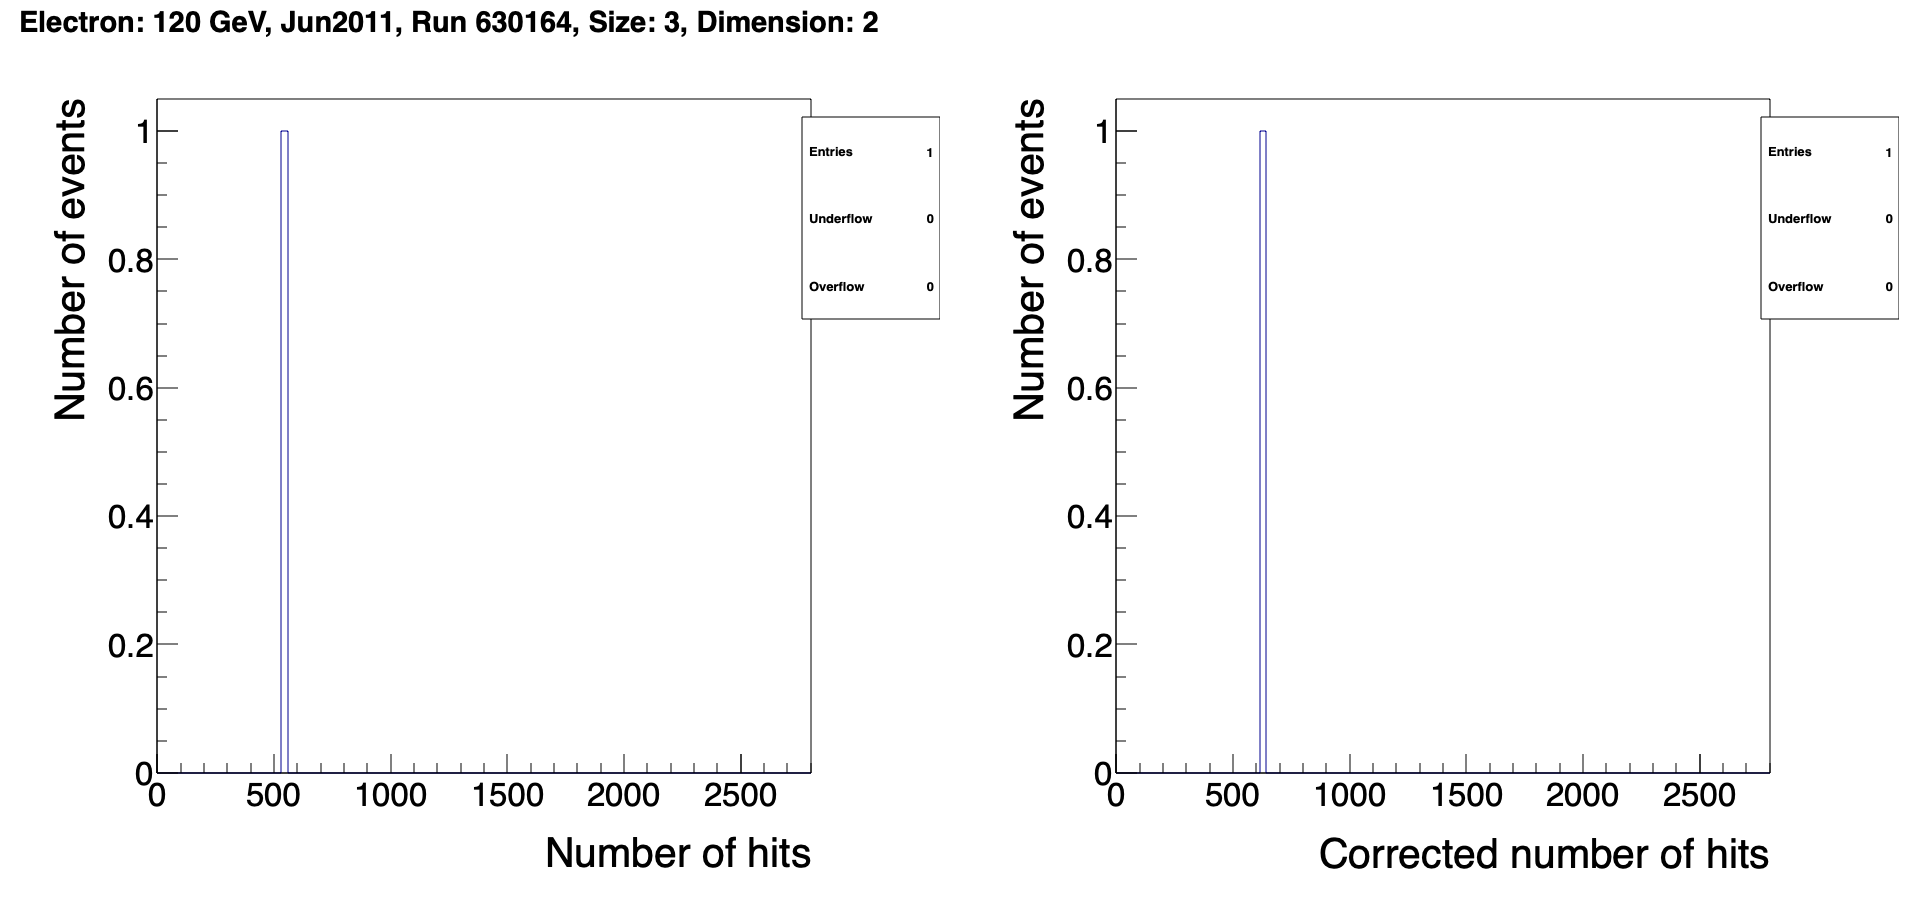 Electron: 120 GeV, Jun2011, Run 630164, Size: 3, Dimension: 2
Number of events
1
0.8
0.6
0.4
0.2
0
0 500 1000 1500 2000 2500
Number of hits
Entries 1
Underflow 0
Overflow 0
Number of events
1
0.8
0.6
0.4
0.2
0
0 500 1000 1500 2000 2500
Corrected number of hits
Entries 1
Underflow 0
Overflow 0